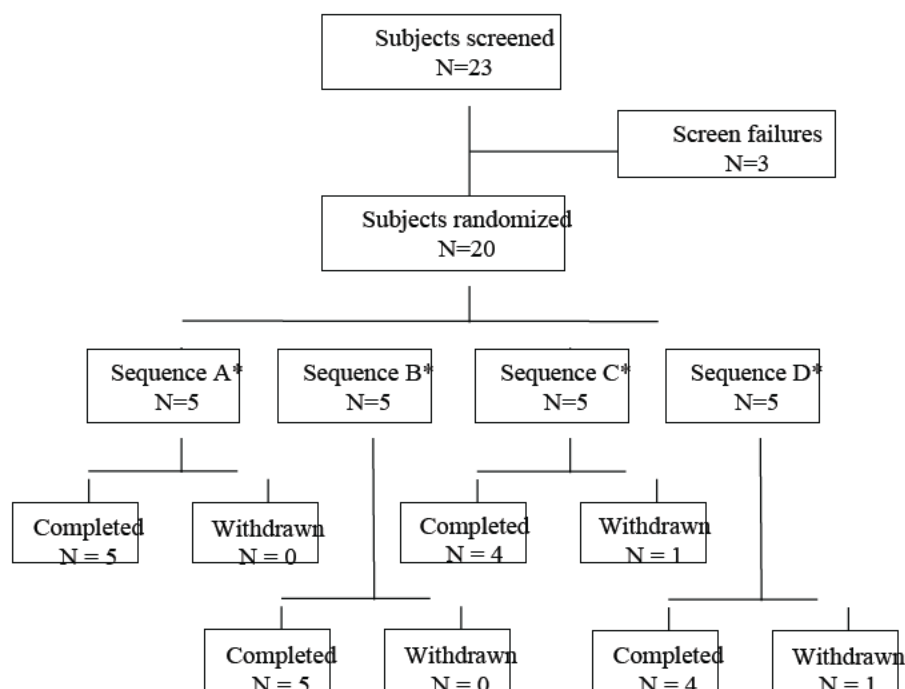 Subjects screened
N=23
Screen failures
N=3
Subjects randomized
N=20
Sequence A*
N=5
Sequence B*
N=5
Sequence C*
N=5
Sequence D*
N=5
Completed
N = 5
Withdrawn
N = 0
Completed
N = 4
Withdrawn
N = 1
Completed
N = 5
Withdrawn
N = 0
Completed
N = 4
Withdrawn
N = 1